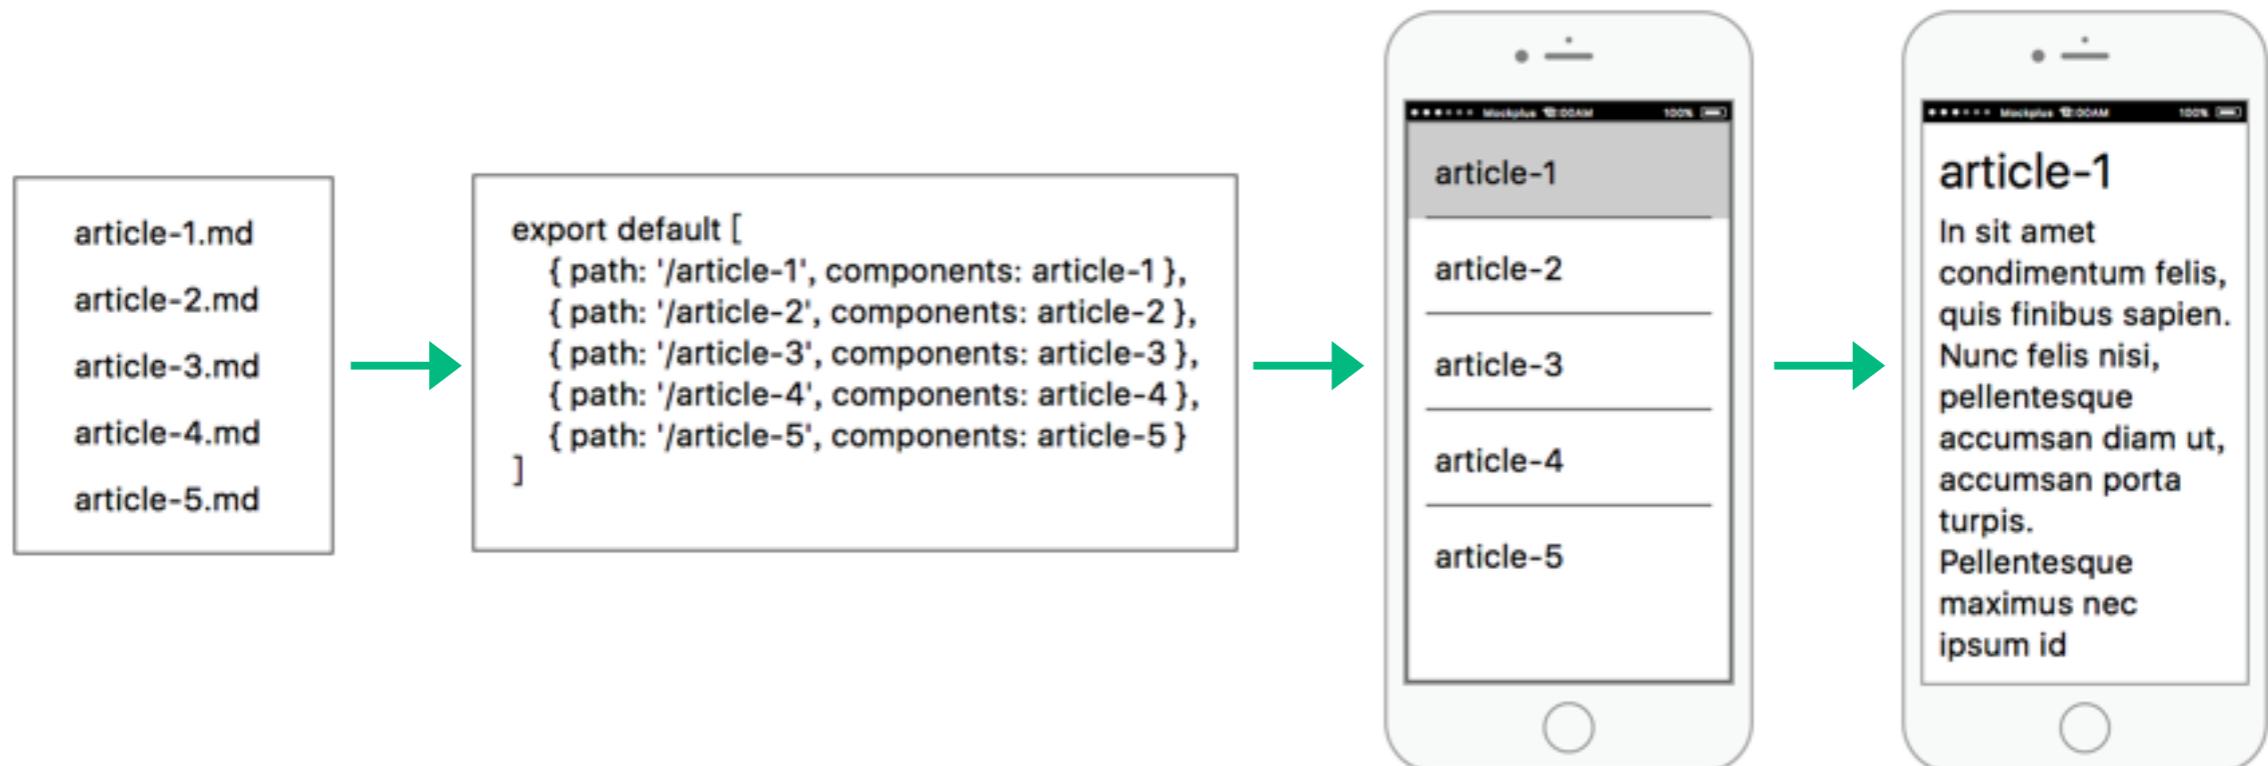 article-1.md
article-2.md
article-3.md
article-4.md
article-5.md
export default [
{ path: '/article-1', components: article-1 },
{ path: '/article-2', components: article-2 },
{ path: '/article-3', components: article-3 },
{ path: '/article-4', components: article-4 },
{ path: '/article-5', components: article-5 }
]
Mockplus 100%
article-1
article-2
article-3
article-4
article-5
Mockplus 100%
article-1
In sit amet
condimentum felis,
quis finibus sapien.
Nunc felis nisi,
pellentesque
accumsan diam ut,
accumsan porta
turpis.
Pellentesque
maximus nec
ipsum id